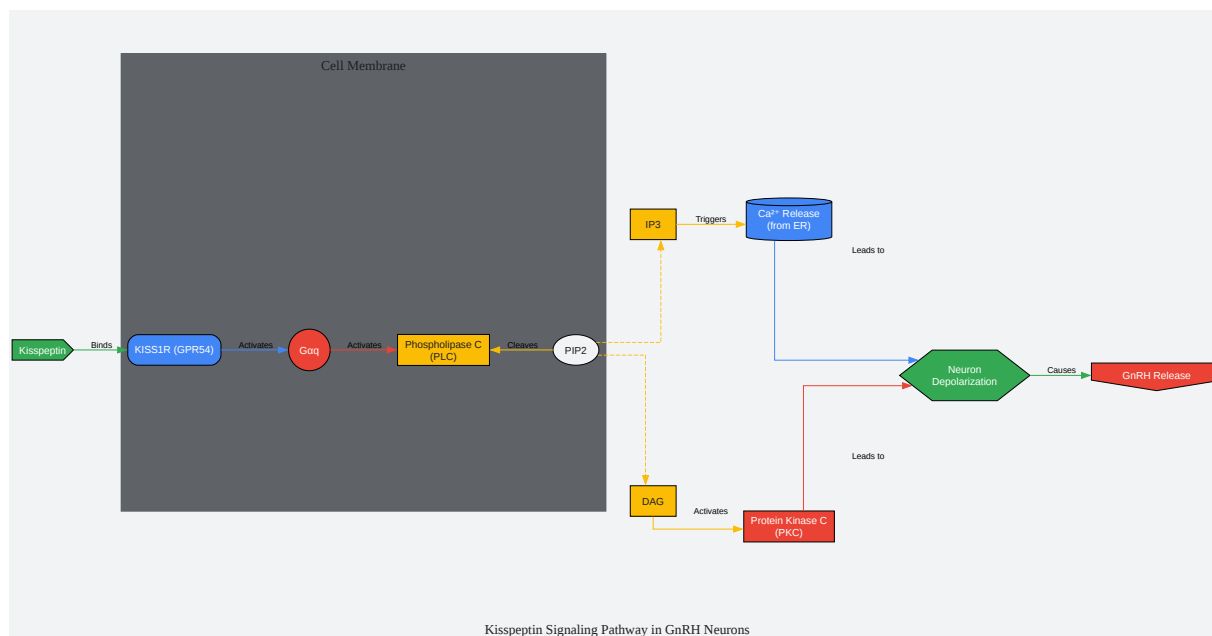 Cell Membrane
Kisspeptin
Binds
KISS1R (GPR54)
Activates
Gαq
Activates
Phospholipase C
(PLC)
Cleaves
PIP2
IP3
Triggers
Ca²⁺ Release
(from ER)
Leads to
Neuron
Depolarization
Causes
GnRH Release
Leads to
DAG
Activates
Protein Kinase C
(PKC)
Kisspeptin Signaling Pathway in GnRH Neurons